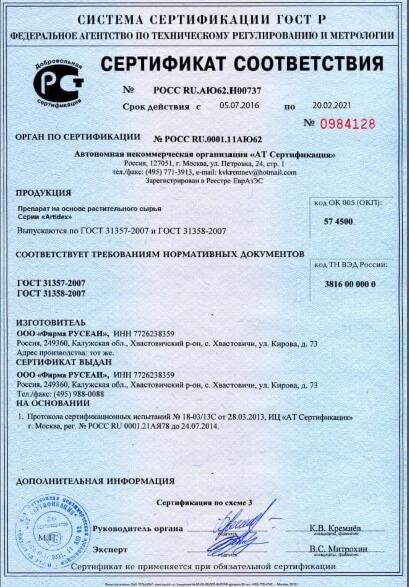 СИСТЕМА СЕРТИФИКАЦИИ ГОСТ Р
ФЕДЕРАЛЬНОЕ АГЕНТСТВО ПО ТЕХНИЧЕСКОМУ РЕГУЛИРОВАНИЮ И МЕТРОЛОГИИ
Добровольная
сертификация
СЕРТИФИКАТ СООТВЕТСТВИЯ
№ РОСС RU.АЮ62.Н00737
Срок действия с 05.07.2016 по 20.02.2021
№ 0984128
ОРГАН ПО СЕРТИФИКАЦИИ № РОСС RU.0001.11АЮ62
Автономная некоммерческая организация «АТ Сертификация»
Россия, 127051, г. Москва, ул. Петровка, 24, стр. 1
тел./факс: (495) 771-3913, e-mail: kvkremnev@hotmail.com
Зарегистрирован в Реестре ЕврАзЭС
ПРОДУКЦИЯ
Препарат на основе растительного сырья
Серии «Artidex»
Выпускаются по ГОСТ 31357-2007 и ГОСТ 31358-2007
код ОК 005 (ОКП):
57 4500
СООТВЕТСТВУЕТ ТРЕБОВАНИЯМ НОРМАТИВНЫХ ДОКУМЕНТОВ
код ТН ВЭД России:
ГОСТ 31357-2007
ГОСТ 31358-2007
3816 00 000 0
ИЗГОТОВИТЕЛЬ
ООО «Фирма РУСЕАН», ИНН 7726238359
Россия, 249360, Калужская обл., Хвастовичский р-он, с. Хвастовичи, ул. Кирова, д. 73
Адрес производства: тот же.
СЕРТИФИКАТ ВЫДАН
ООО «Фирма РУСЕАН», ИНН 7726238359
Россия, 249360, Калужская обл., Хвастовичский р-он, с. Хвастовичи, ул. Кирова, д. 73
Тел./факс: (495) 988-0088
НА ОСНОВАНИИ
1. Протокола сертификационных испытаний № 18-03/13С от 28.03.2013, ИЦ «АТ Сертификация»
г. Москва, рег. № РОСС RU 0001.21АЯ78 до 24.07.2014.
ДОПОЛНИТЕЛЬНАЯ ИНФОРМАЦИЯ
Сертификация по схеме 3
Руководитель органа
К.В. Кремнёв
подпись
инициалы, фамилия
М.П.
Эксперт
В.С. Митрохин
подпись
инициалы, фамилия
Сертификат не применяется при обязательной сертификации